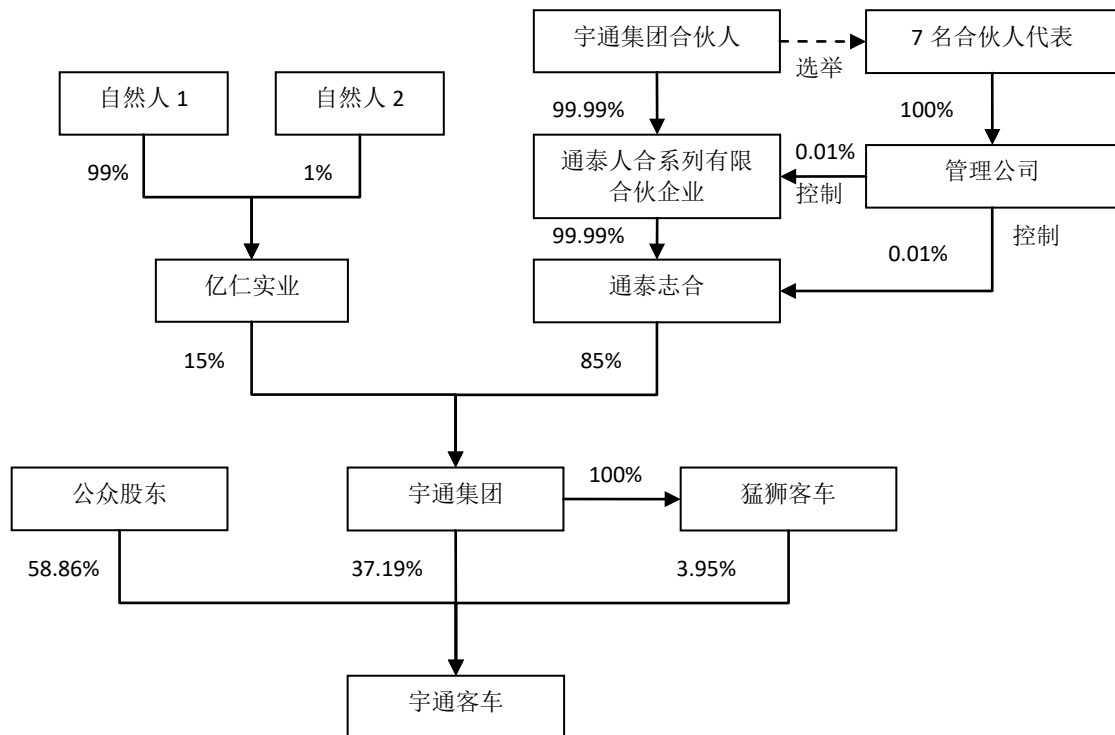 宇通集团合伙人
7 名合伙人代表
选举
自然人 1
自然人 2
99.99%
100%
99%
1%
通泰人合系列有限
合伙企业
0.01%
控制
管理公司
99.99%
控制
0.01%
亿仁实业
通泰志合
15%
85%
公众股东
宇通集团
100%
猛狮客车
58.86%
37.19%
3.95%
宇通客车